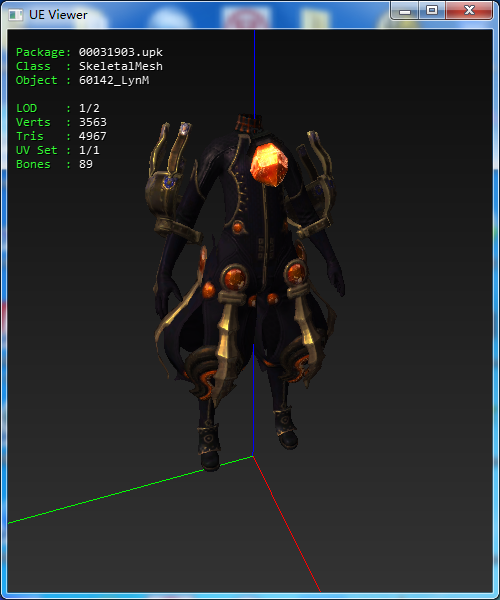 UE Viewer
Package: 00031903.upk
Class : SkeletalMesh
Object : 60142_LynM
LOD : 1/2
Verts : 3563
Tris : 4967
UV Set : 1/1
Bones : 89